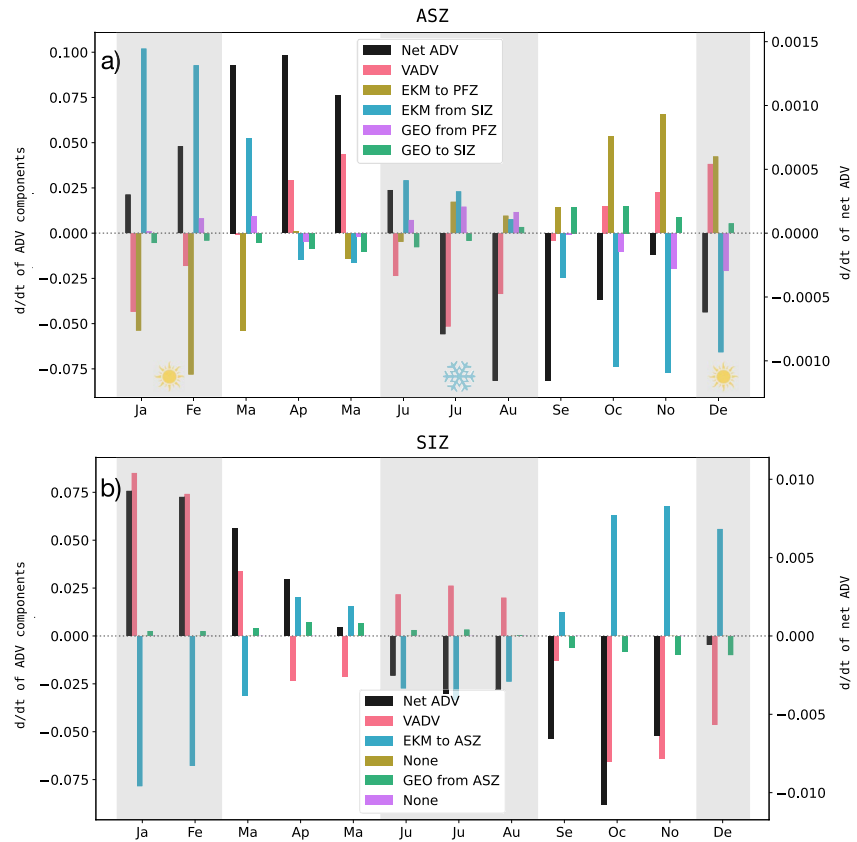 ASZ
a)
0.100
0.075
0.050
0.025
0.000
−0.025
−0.050
−0.075
d/dt of ADV components
Net ADV
VADV
EKM to PFZ
EKM from SIZ
GEO from PFZ
GEO to SIZ
0.0015
0.0010
0.0005
0.0000
−0.0005
−0.0010
d/dt of net ADV
Ja Fe Ma Ap Ma Ju Ju Au Se Oc No De
SIZ
b)
0.075
0.050
0.025
0.000
−0.025
−0.050
−0.075
d/dt of ADV components
Net ADV
VADV
EKM to ASZ
None
GEO from ASZ
None
0.010
0.005
0.000
−0.005
−0.010
d/dt of net ADV
Ja Fe Ma Ap Ma Ju Ju Au Se Oc No De